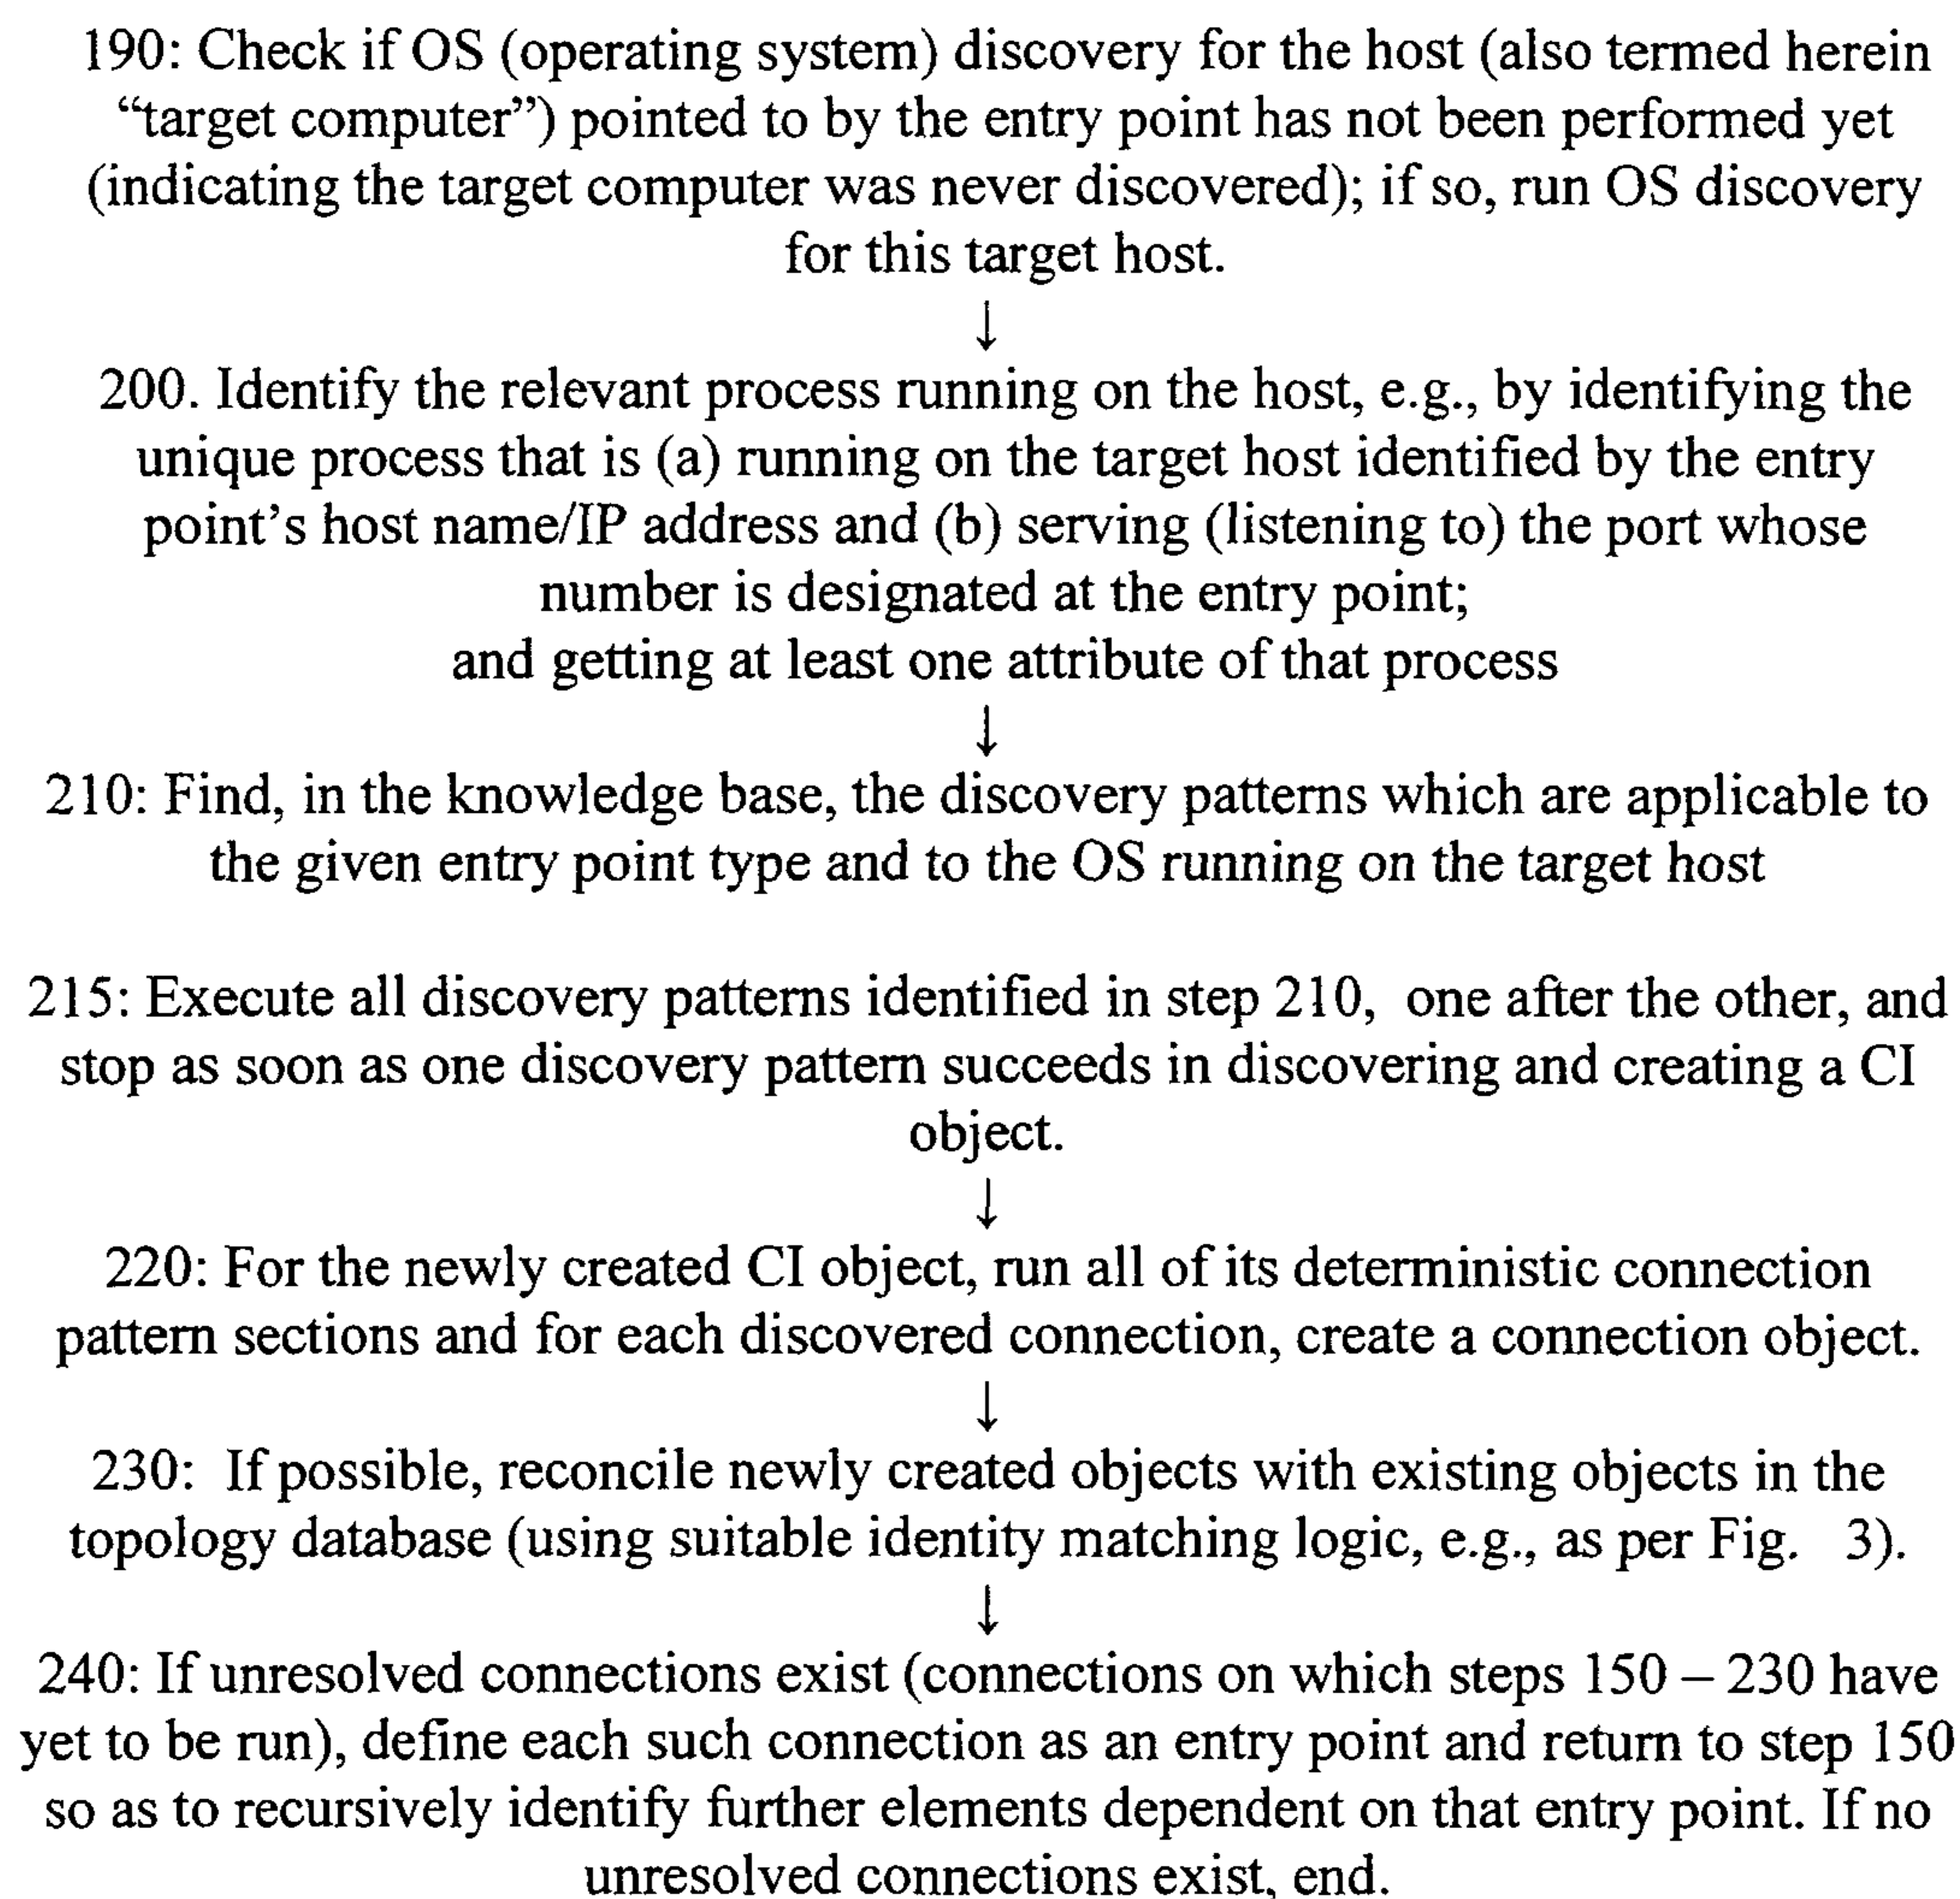 190: Check if OS (operating system) discovery for the host (also termed herein
“target computer”) pointed to by the entry point has not been performed yet
(indicating the target computer was never discovered); if so, run OS discovery
for this target host.
↓
200. Identify the relevant process running on the host, e.g., by identifying the
unique process that is (a) running on the target host identified by the entry
point’s host name/IP address and (b) serving (listening to) the port whose
number is designated at the entry point;
and getting at least one attribute of that process
↓
210: Find, in the knowledge base, the discovery patterns which are applicable to
the given entry point type and to the OS running on the target host
215: Execute all discovery patterns identified in step 210, one after the other, and
stop as soon as one discovery pattern succeeds in discovering and creating a CI
object.
↓
220: For the newly created CI object, run all of its deterministic connection
pattern sections and for each discovered connection, create a connection object.
↓
230: If possible, reconcile newly created objects with existing objects in the
topology database (using suitable identity matching logic, e.g., as per Fig. 3).
↓
240: If unresolved connections exist (connections on which steps 150 – 230 have
yet to be run), define each such connection as an entry point and return to step 150
so as to recursively identify further elements dependent on that entry point. If no
unresolved connections exist, end.